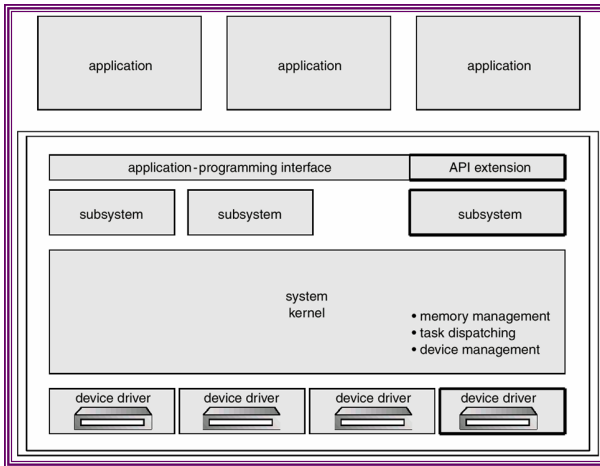 application
application
application
application-programming interface
API extension
subsystem
subsystem
subsystem
system
kernel
• memory management
• task dispatching
• device management
device driver
device driver
device driver
device driver